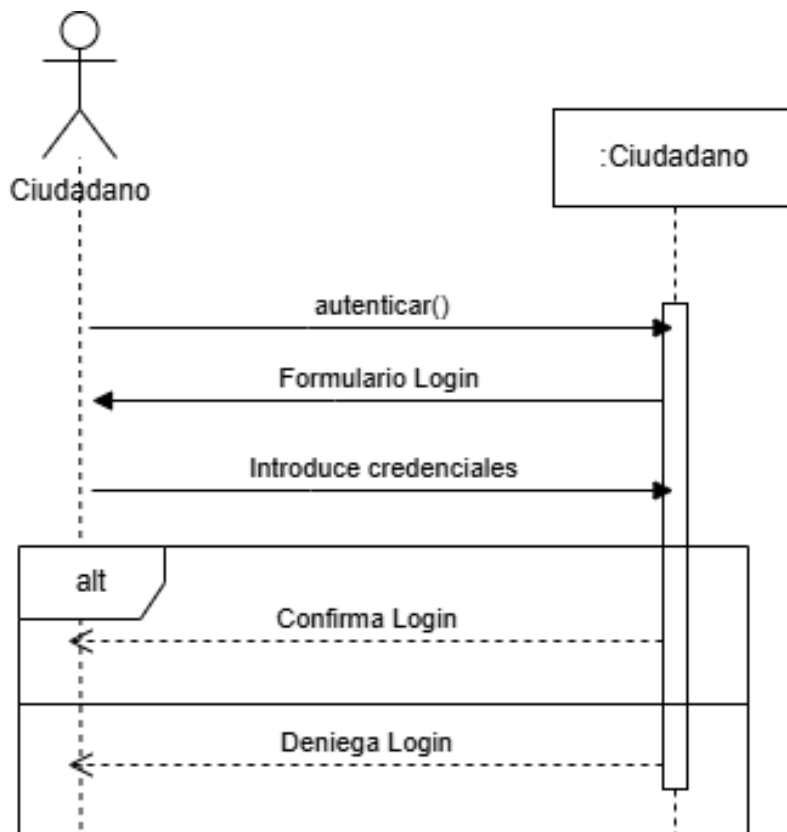 Ciudadano
:Ciudadano
autenticar()
Formulario Login
Introduce credenciales
alt
Confirma Login
Deniega Login